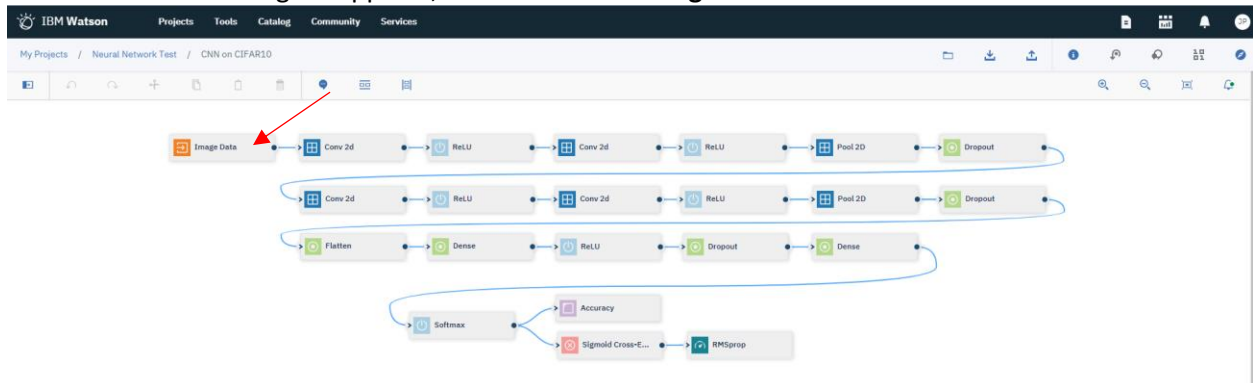 IBM Watson Projects Tools Catalog Community Services
JP
My Projects / Neural Network Test / CNN on CIFAR10
Image Data Conv 2d ReLU Conv 2d ReLU Pool 2D Dropout
Conv 2d ReLU Conv 2d ReLU Pool 2D Dropout
Flatten Dense ReLU Dropout Dense
Accuracy
Softmax
Sigmoid Cross-E... RMSprop